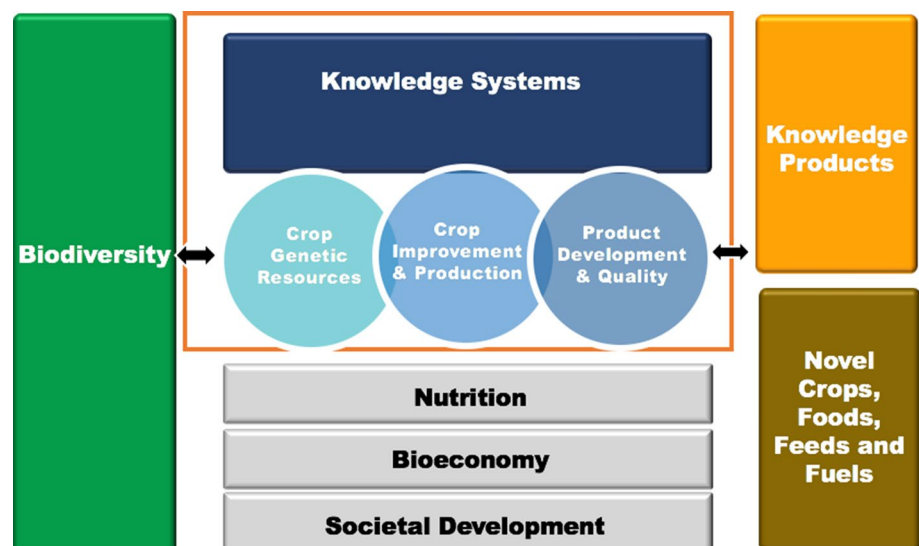 Biodiversity
Knowledge Systems
Crop
Genetic
Resources
Crop
Improvement
& Production
Product
Development
& Quality
Nutrition
Bioeconomy
Societal Development
Knowledge
Products
Novel
Crops,
Foods,
Feeds and
Fuels